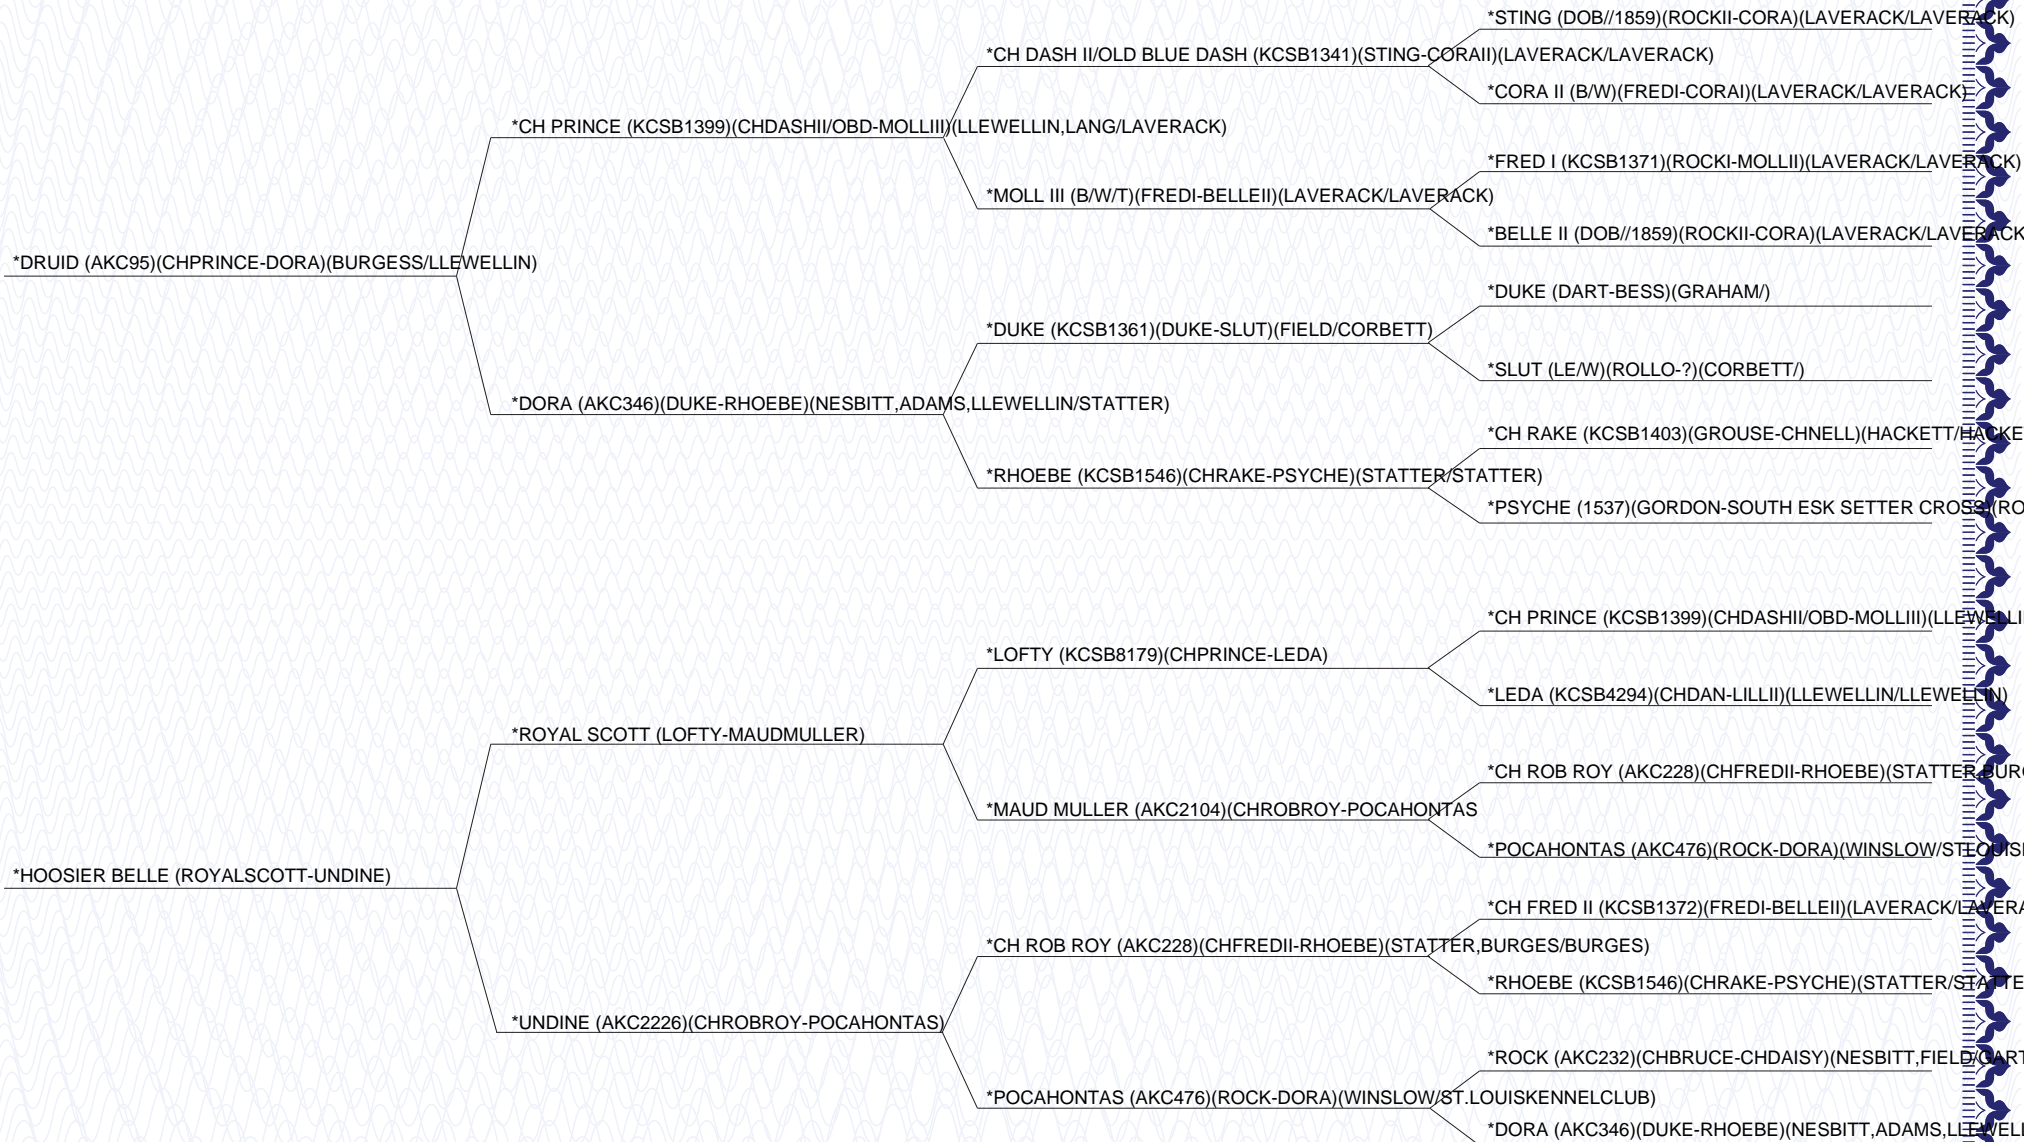 *STING (DOB//1859)(ROCKII-CORA)(LAVERACK/LAVERACK)
*CH DASH II/OLD BLUE DASH (KCSB1341)(STING-CORAII)(LAVERACK/LAVERACK)
*CORA II (B/W)(FREDI-CORAI)(LAVERACK/LAVERACK)
*CH PRINCE (KCSB1399)(CHDASHII/OBD-MOLLIII)(LLEWELLIN,LANG/LAVERACK)
*FRED I (KCSB1371)(ROCKI-MOLLII)(LAVERACK/LAVERACK)
*MOLL III (B/W/T)(FREDI-BELLEII)(LAVERACK/LAVERACK)
*BELLE II (DOB//1859)(ROCKII-CORA)(LAVERACK/LAVERACK
*DRUID (AKC95)(CHPRINCE-DORA)(BURGESS/LLEWELLIN)
*DUKE (DART-BESS)(GRAHAM/)
*DUKE (KCSB1361)(DUKE-SLUT)(FIELD/CORBETT)
*SLUT (LE/W)(ROLLO-?)(CORBETT/)
*DORA (AKC346)(DUKE-RHOEBE)(NESBITT,ADAMS,LLEWELLIN/STATTER)
*CH RAKE (KCSB1403)(GROUSE-CHNELL)(HACKETT/HACKE
*RHOEBE (KCSB1546)(CHRAKE-PSYCHE)(STATTER/STATTER)
*PSYCHE (1537)(GORDON-SOUTH ESK SETTER CROSS)(RO
*CH PRINCE (KCSB1399)(CHDASHII/OBD-MOLLIII)(LLEWELLI
*LOFTY (KCSB8179)(CHPRINCE-LEDA)
*LEDA (KCSB4294)(CHDAN-LILLII)(LLEWELLIN/LLEWELLIN)
*ROYAL SCOTT (LOFTY-MAUDMULLER)
*CH ROB ROY (AKC228)(CHFREDII-RHOEBE)(STATTER,BURG
*MAUD MULLER (AKC2104)(CHROBROY-POCAHONTAS
*POCAHONTAS (AKC476)(ROCK-DORA)(WINSLOW/ST.LOUISK
*HOOSIER BELLE (ROYALSCOTT-UNDINE)
*CH FRED II (KCSB1372)(FREDI-BELLEII)(LAVERACK/LAVERA
*CH ROB ROY (AKC228)(CHFREDII-RHOEBE)(STATTER,BURGES/BURGES)
*RHOEBE (KCSB1546)(CHRAKE-PSYCHE)(STATTER/STATTE
*UNDINE (AKC2226)(CHROBROY-POCAHONTAS)
*ROCK (AKC232)(CHBRUCE-CHDAISY)(NESBITT,FIELD/GART
*POCAHONTAS (AKC476)(ROCK-DORA)(WINSLOW/ST.LOUISKENNELCLUB)
*DORA (AKC346)(DUKE-RHOEBE)(NESBITT,ADAMS,LLEWELL